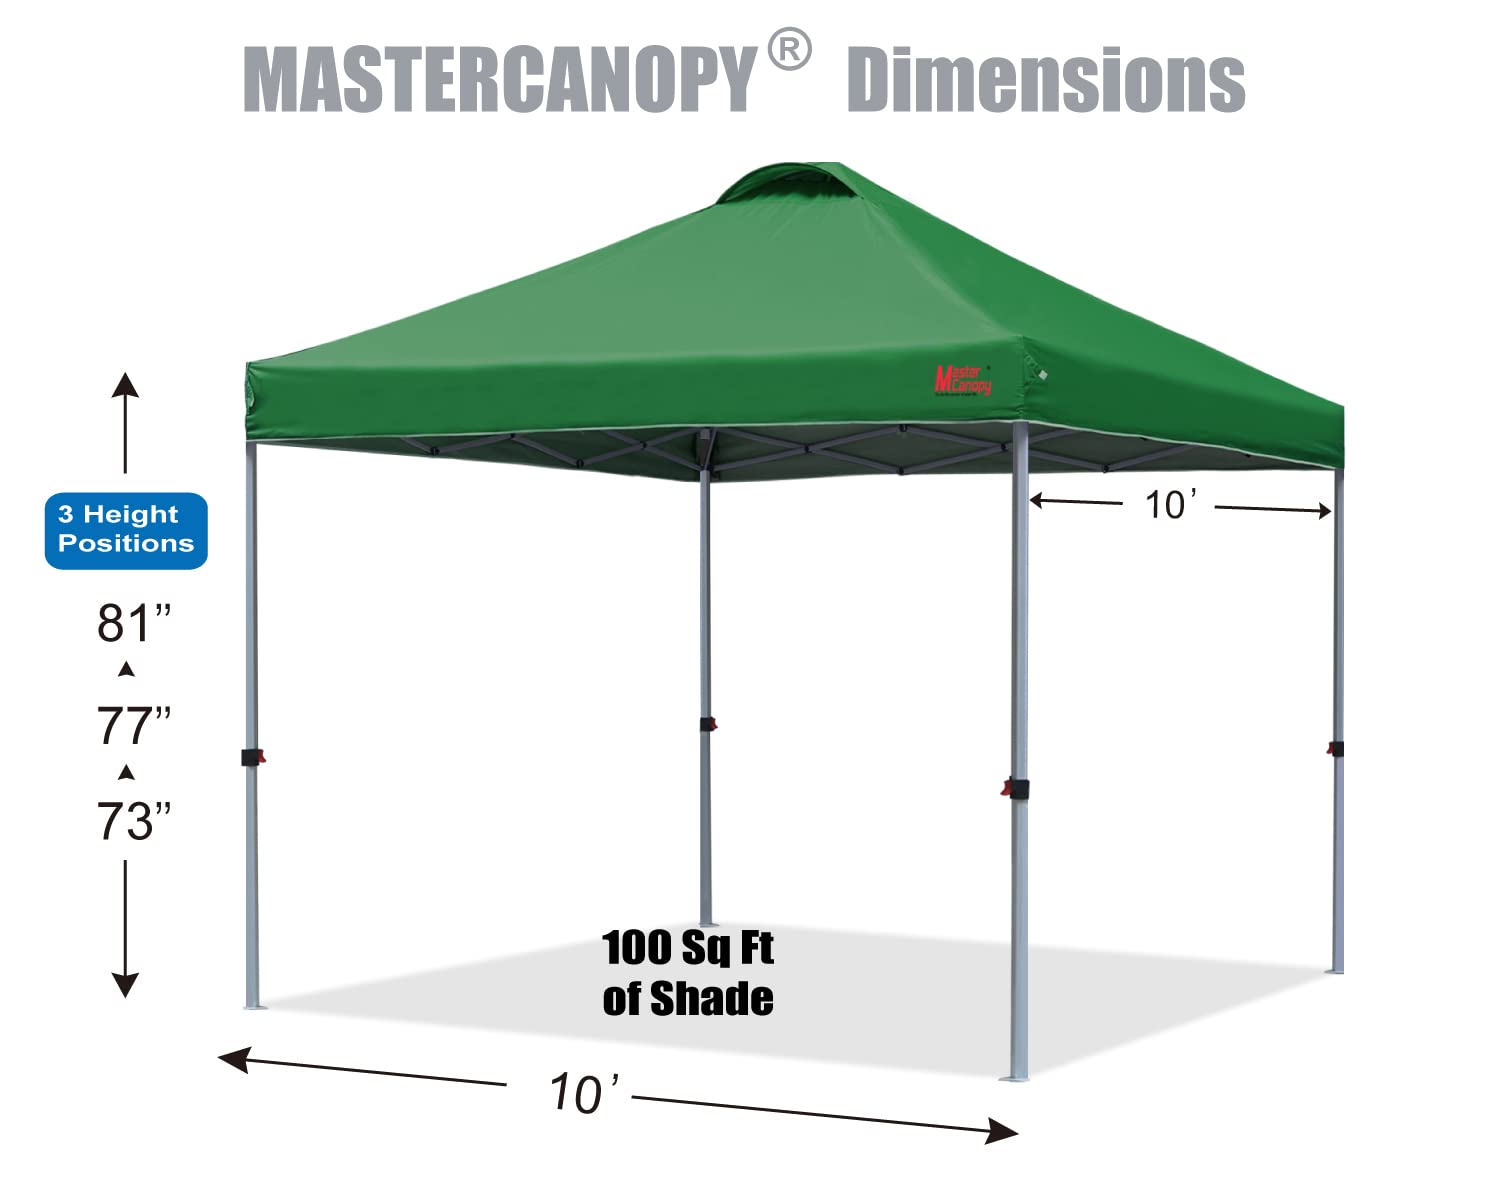 MASTERCANOPY® Dimensions
Master
Canopy
3 Height
Positions
81”
77”
73”
10’
100 Sq Ft
of Shade
10’